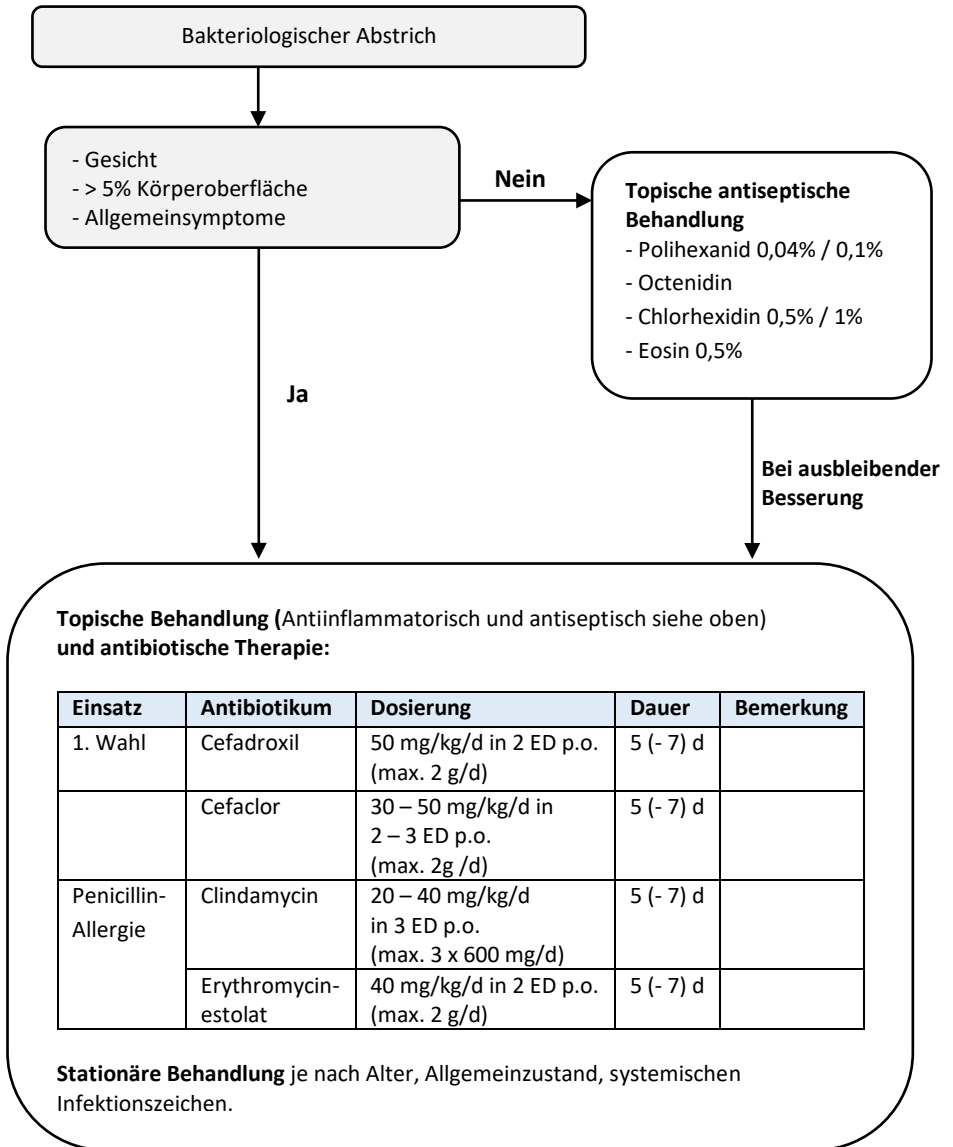 Bakteriologischer Abstrich
- Gesicht
- > 5% Körperoberfläche
- Allgemeinsymptome
Nein
Topische antiseptische
Behandlung
- Polihexanid 0,04% / 0,1%
- Octenidin
- Chlorhexidin 0,5% / 1%
- Eosin 0,5%
Ja
Bei ausbleibender
Besserung
Topische Behandlung (Antiinflammatorisch und antiseptisch siehe oben)
und antibiotische Therapie:
Einsatz Antibiotikum Dosierung Dauer Bemerkung
1. Wahl Cefadroxil 50 mg/kg/d in 2 ED p.o. 5 (- 7) d
(max. 2 g/d)
Cefaclor 30 – 50 mg/kg/d in 5 (- 7) d
2 – 3 ED p.o.
(max. 2g /d)
Penicillin- Clindamycin 20 – 40 mg/kg/d 5 (- 7) d
Allergie in 3 ED p.o.
(max. 3 x 600 mg/d)
Erythromycin- 40 mg/kg/d in 2 ED p.o. 5 (- 7) d
estolat (max. 2 g/d)
Stationäre Behandlung je nach Alter, Allgemeinzustand, systemischen
Infektionszeichen.